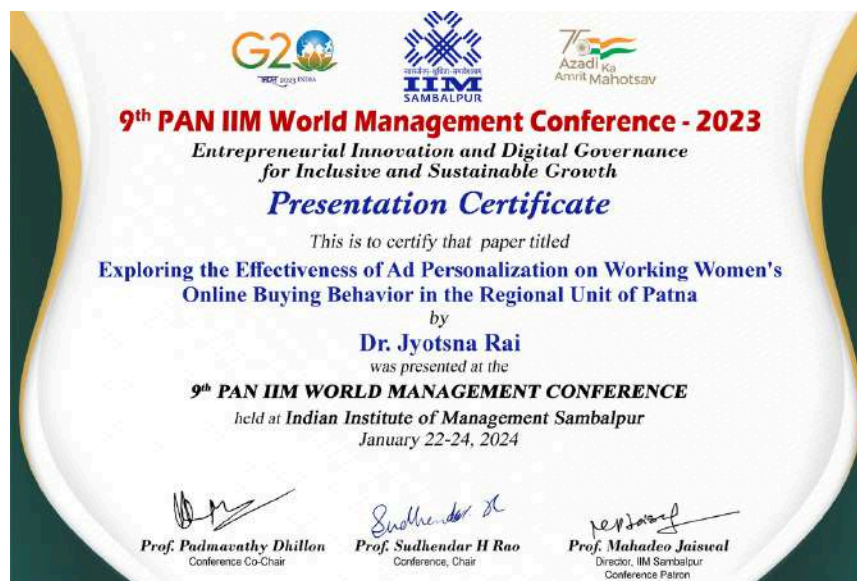 G20
2023 INDIA
IIM
SAMBALPUR
75
Azadi Ka
Amrit Mahotsav
9th PAN IIM World Management Conference - 2023
Entrepreneurial Innovation and Digital Governance
for Inclusive and Sustainable Growth
Presentation Certificate
This is to certify that paper titled
Exploring the Effectiveness of Ad Personalization on Working Women's
Online Buying Behavior in the Regional Unit of Patna
by
Dr. Jyotsna Rai
was presented at the
9th PAN IIM WORLD MANAGEMENT CONFERENCE
held at Indian Institute of Management Sambalpur
January 22-24, 2024
Sudhendar H
Prof. Padmavathy Dhillon
Conference Co-Chair
Prof. Sudhendar H Rao
Conference, Chair
Prof. Mahadeo Jaiswal
Director, IIM Sambalpur
Conference Patron